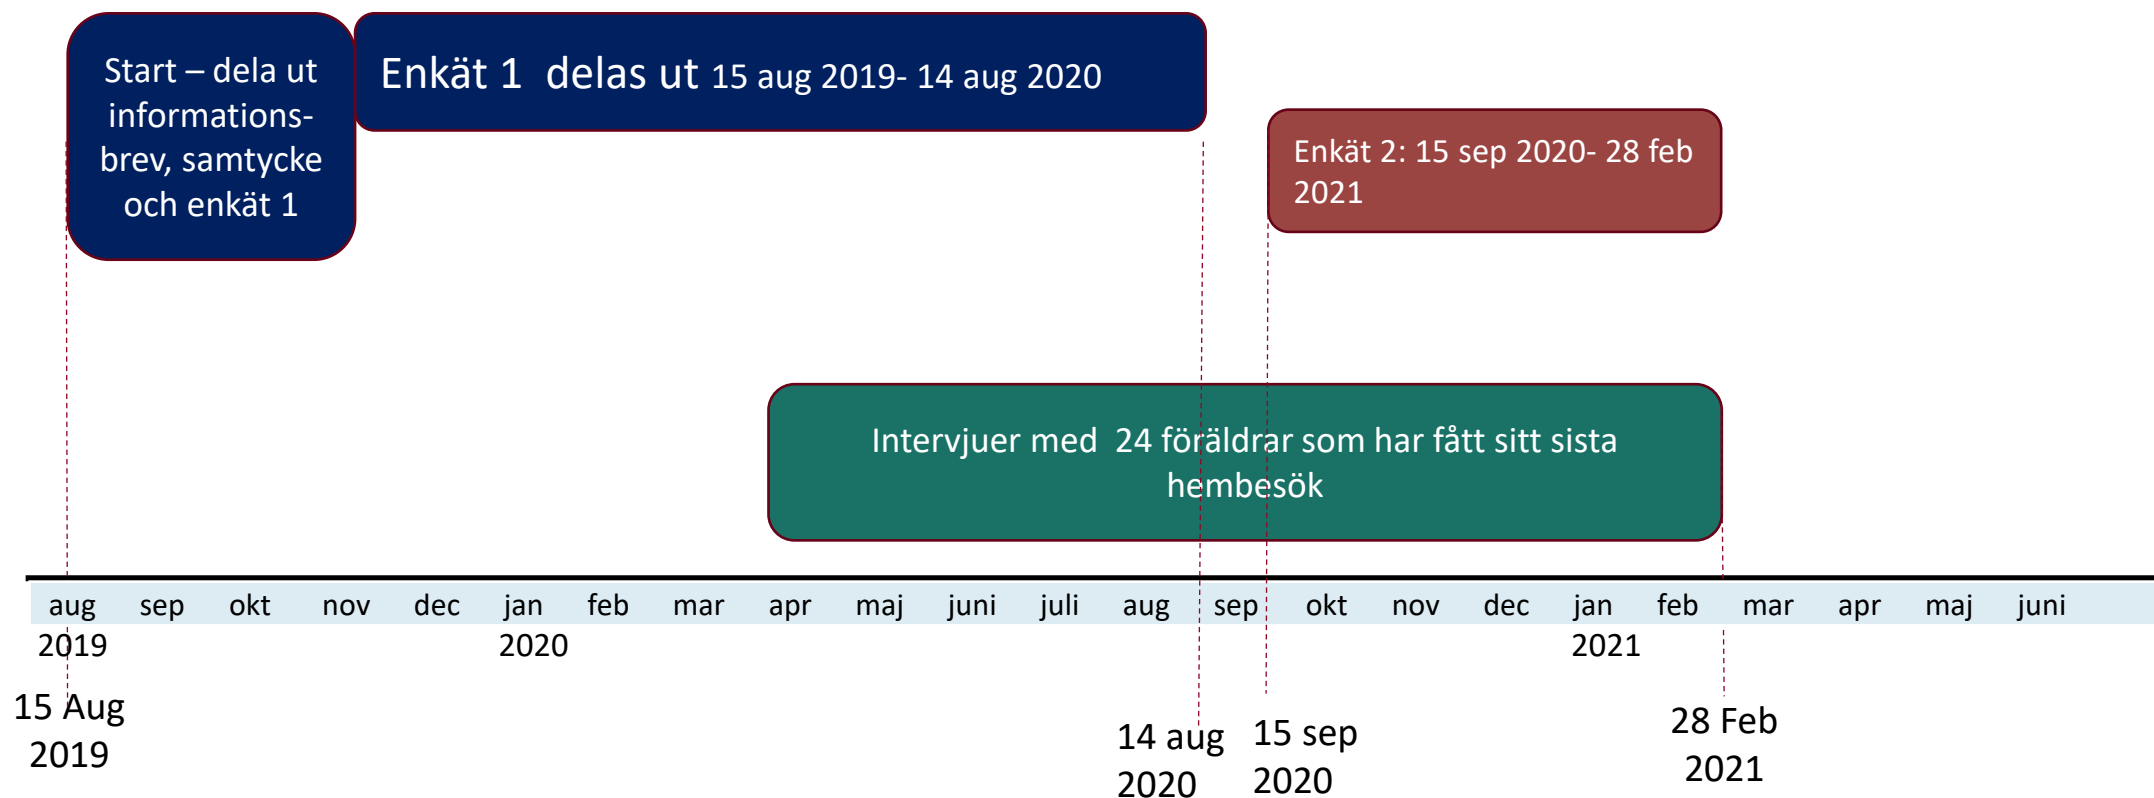 Start – dela ut
informations-
brev, samtycke
och enkät 1
Enkät 1  delas ut 15 aug 2019- 14 aug 2020
Enkät 2: 15 sep 2020- 28 feb
2021
Intervjuer med  24 föräldrar som har fått sitt sista
hembesök
aug sep okt nov dec jan feb mar apr maj juni juli aug sep okt nov dec jan feb mar apr maj juni
2019 2020 2021
15 Aug
2019
14 aug
2020
15 sep
2020
28 Feb
2021